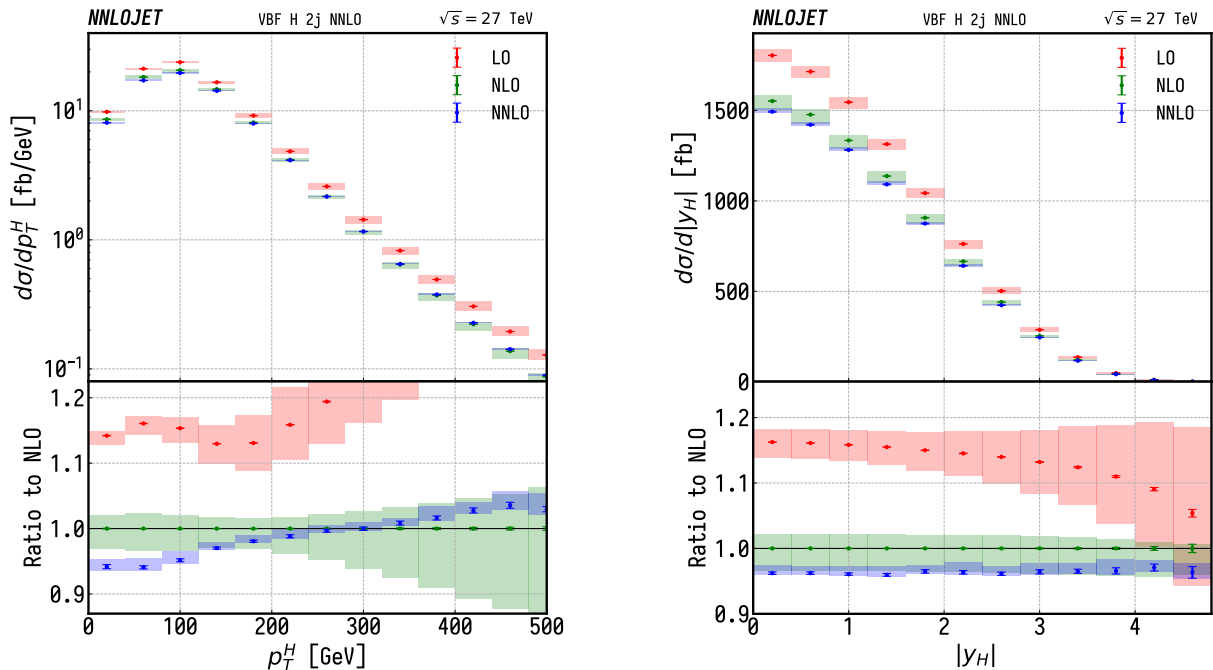 NNLOJET VBF H 2j NNLO √s = 27 TeV
LO
NLO
NNLO
dσ/dp_T^H [fb/GeV]
10^1
10^0
10^−1
Ratio to NLO
1.2
1.1
1.0
0.9
0 100 200 300 400 500
p_T^H [GeV]
NNLOJET VBF H 2j NNLO √s = 27 TeV
LO
NLO
NNLO
dσ/d|y_H| [fb]
1500
1000
500
0
Ratio to NLO
1.2
1.1
1.0
0.9
0 1 2 3 4
|y_H|